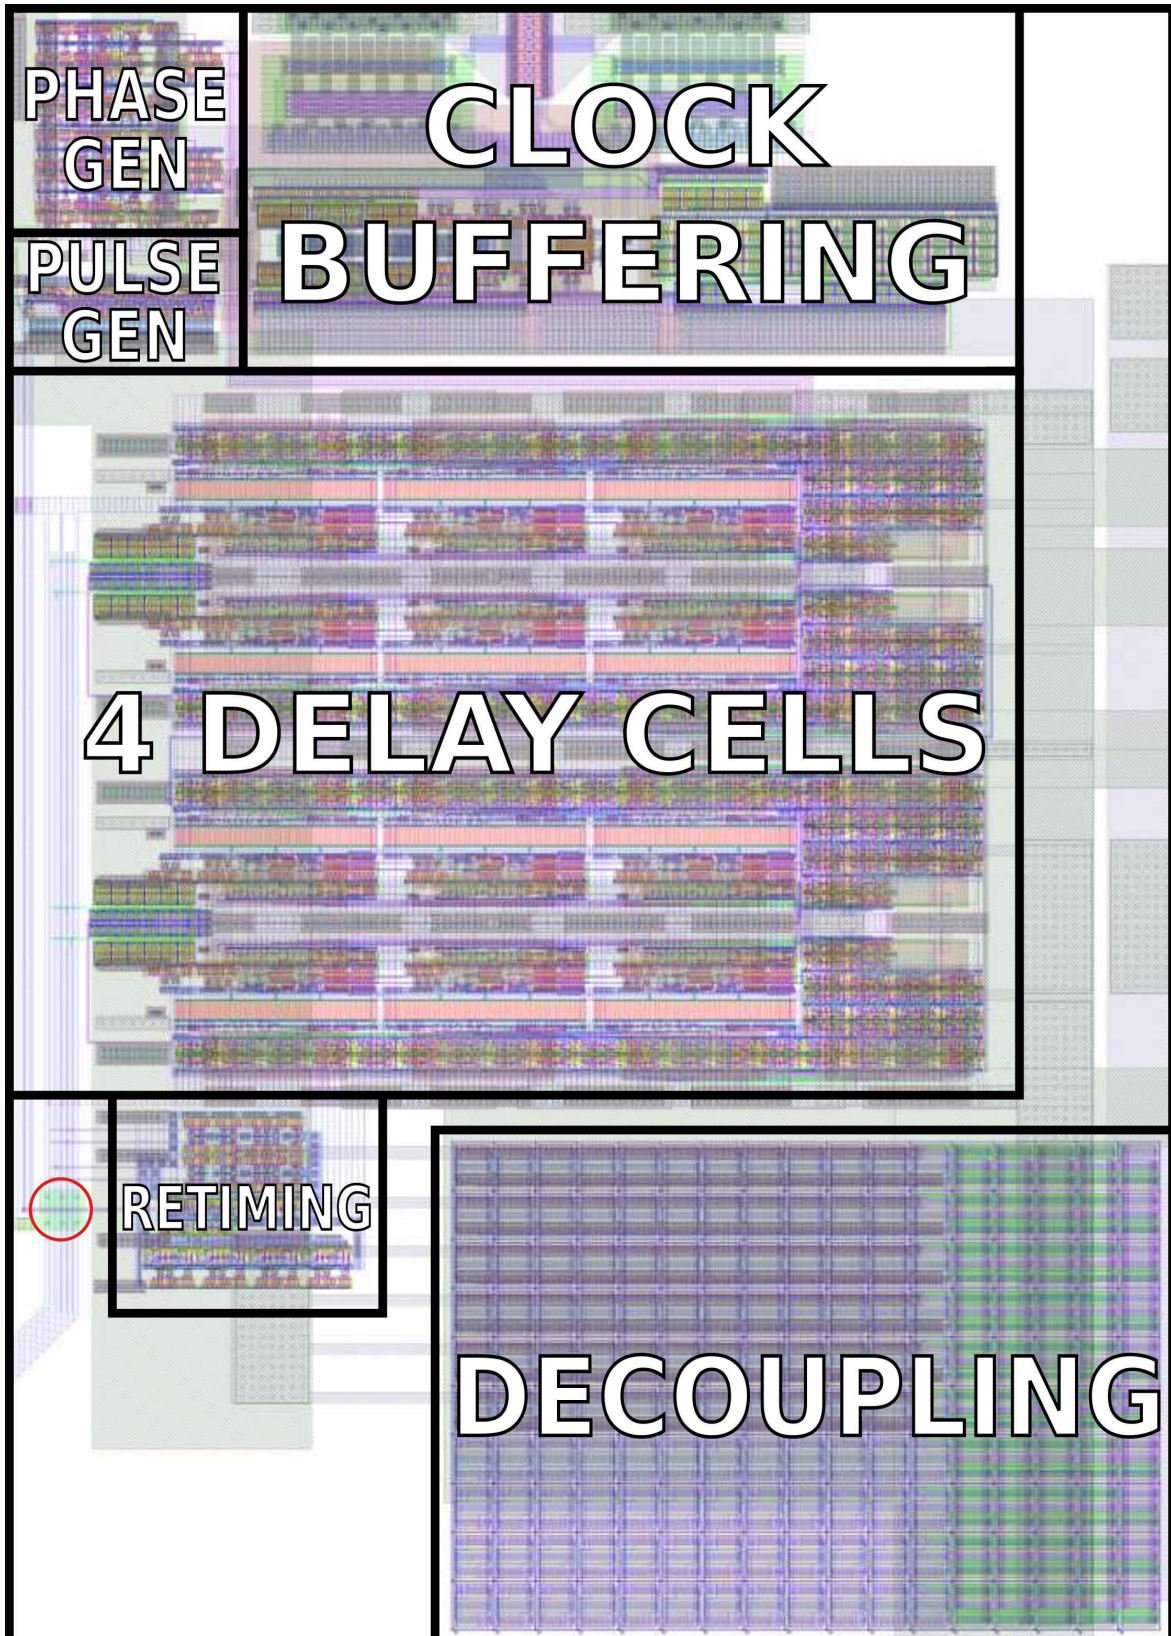 PHASE
GEN
CLOCK
BUFFERING
PULSE
GEN
4 DELAY CELLS
RETIMING
DECOUPLING